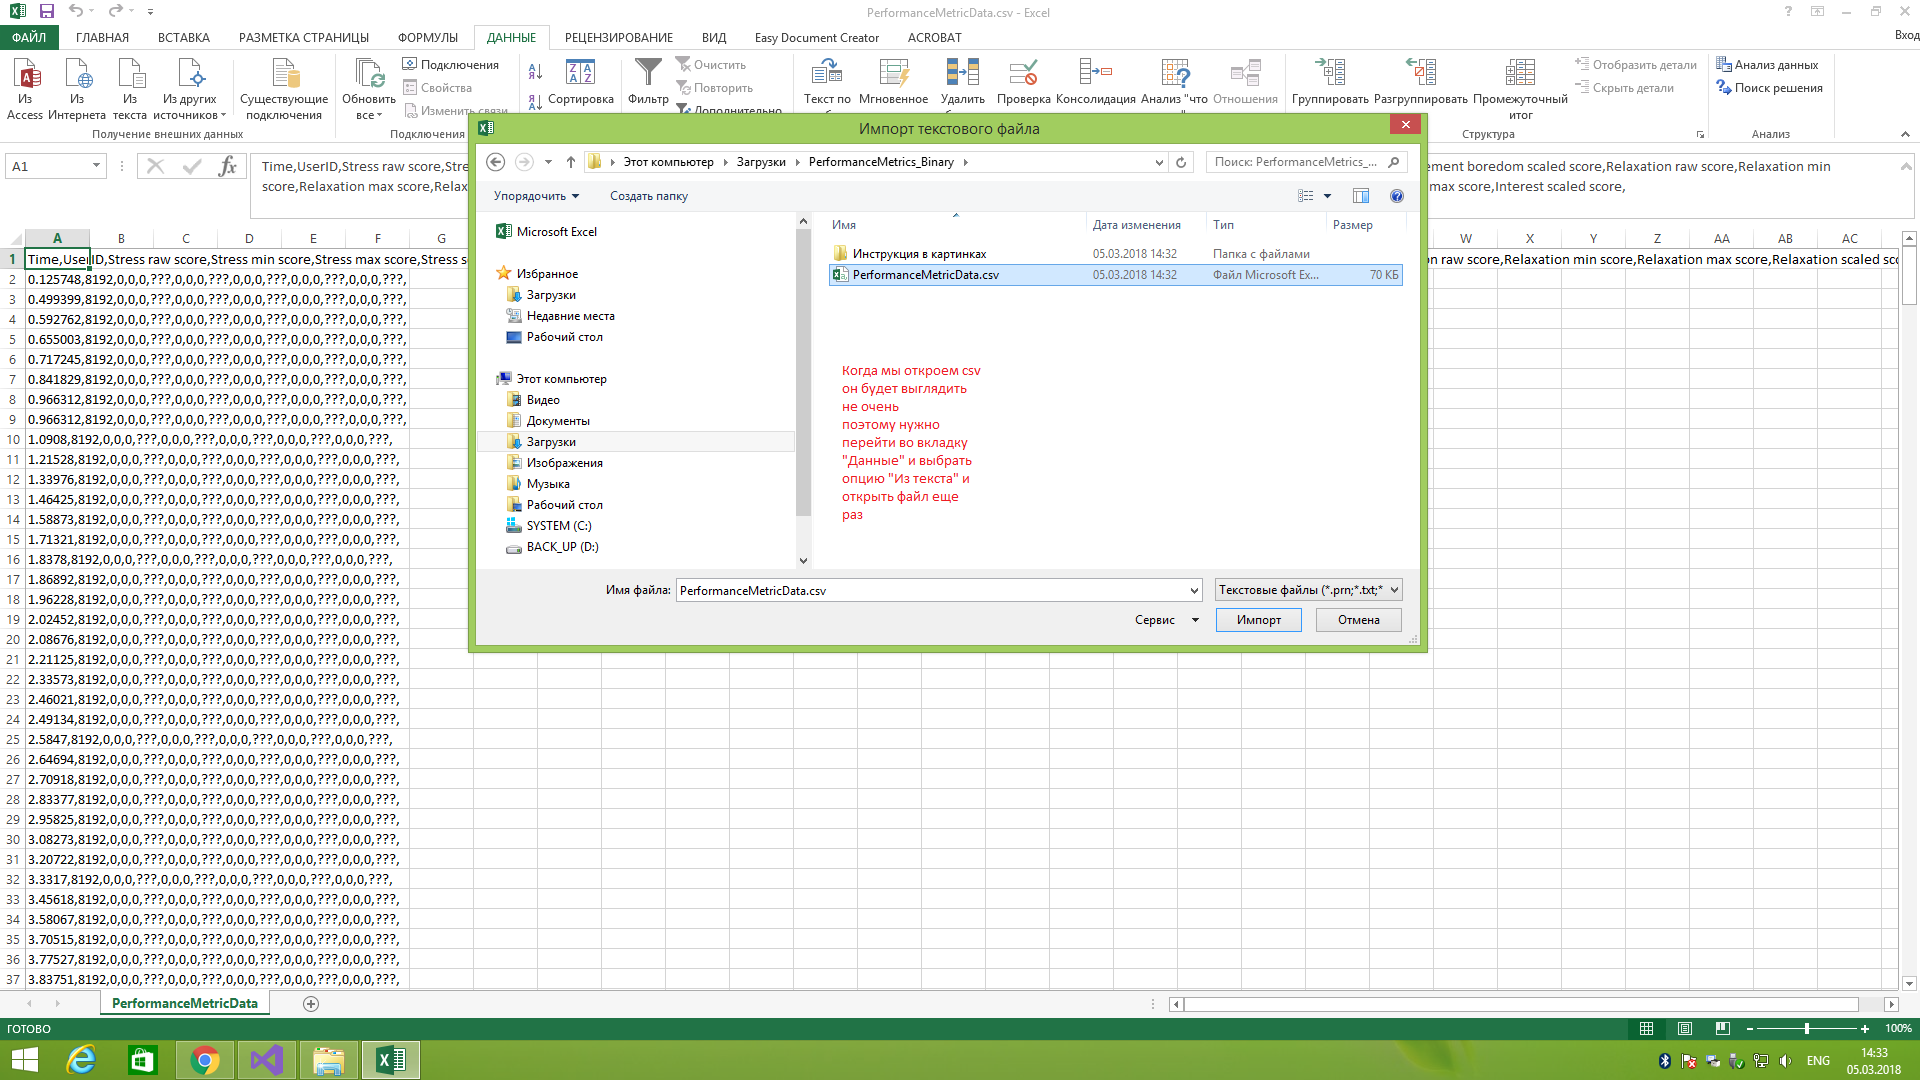 PerformanceMetricData.csv - Excel
ФАЙЛ ГЛАВНАЯ ВСТАВКА РАЗМЕТКА СТРАНИЦЫ ФОРМУЛЫ ДАННЫЕ РЕЦЕНЗИРОВАНИЕ ВИД Easy Document Creator ACROBAT Вход
Из Access
Из Интернета
Из текста
Из других источников
Существующие подключения
Получение внешних данных
Обновить все
Подключения
Свойства
Изменить связи
Подключения
Сортировка
Фильтр
Очистить
Повторить
Дополнительно
Текст по
Мгновенное
Удалить
Проверка
Консолидация
Анализ "что
Отношения
Группировать
Разгруппировать
Промежуточный итог
Отобразить детали
Скрыть детали
Структура
Анализ данных
Поиск решения
Анализ
A1
Time,UserID,Stress raw score,Stre
score,Relaxation max score,Relax
ement boredom scaled score,Relaxation raw score,Relaxation min
max score,Interest scaled score,
Импорт текстового файла
Этот компьютер Загрузки PerformanceMetrics_Binary
Поиск: PerformanceMetrics_...
Упорядочить Создать папку
Microsoft Excel
Избранное
Загрузки
Недавние места
Рабочий стол
Этот компьютер
Видео
Документы
Загрузки
Изображения
Музыка
Рабочий стол
SYSTEM (C:)
BACK_UP (D:)
Имя Дата изменения Тип Размер
Инструкция в картинках 05.03.2018 14:32 Папка с файлами
PerformanceMetricData.csv 05.03.2018 14:32 Файл Microsoft Ex... 70 КБ
Когда мы откроем csv
он будет выглядить
не очень
поэтому нужно
перейти во вкладку
"Данные" и выбрать
опцию "Из текста" и
открыть файл еще
раз
Имя файла: PerformanceMetricData.csv
Текстовые файлы (*.prn;*.txt;*
Сервис Импорт Отмена
A B C D E F G W X Y Z AA AB AC
1 Time,UserID,Stress raw score,Stress min score,Stress max score,Stress s
on raw score,Relaxation min score,Relaxation max score,Relaxation scaled sco
2 0.125748,8192,0,0,0,???,0,0,0,???,0,0,0,???,0,0,0,???,0,0,0,???,
3 0.499399,8192,0,0,0,???,0,0,0,???,0,0,0,???,0,0,0,???,0,0,0,???,
4 0.592762,8192,0,0,0,???,0,0,0,???,0,0,0,???,0,0,0,???,0,0,0,???,
5 0.655003,8192,0,0,0,???,0,0,0,???,0,0,0,???,0,0,0,???,0,0,0,???,
6 0.717245,8192,0,0,0,???,0,0,0,???,0,0,0,???,0,0,0,???,0,0,0,???,
7 0.841829,8192,0,0,0,???,0,0,0,???,0,0,0,???,0,0,0,???,0,0,0,???,
8 0.966312,8192,0,0,0,???,0,0,0,???,0,0,0,???,0,0,0,???,0,0,0,???,
9 0.966312,8192,0,0,0,???,0,0,0,???,0,0,0,???,0,0,0,???,0,0,0,???,
10 1.0908,8192,0,0,0,???,0,0,0,???,0,0,0,???,0,0,0,???,0,0,0,???,
11 1.21528,8192,0,0,0,???,0,0,0,???,0,0,0,???,0,0,0,???,0,0,0,???,
12 1.33976,8192,0,0,0,???,0,0,0,???,0,0,0,???,0,0,0,???,0,0,0,???,
13 1.46425,8192,0,0,0,???,0,0,0,???,0,0,0,???,0,0,0,???,0,0,0,???,
14 1.58873,8192,0,0,0,???,0,0,0,???,0,0,0,???,0,0,0,???,0,0,0,???,
15 1.71321,8192,0,0,0,???,0,0,0,???,0,0,0,???,0,0,0,???,0,0,0,???,
16 1.8378,8192,0,0,0,???,0,0,0,???,0,0,0,???,0,0,0,???,0,0,0,???,
17 1.86892,8192,0,0,0,???,0,0,0,???,0,0,0,???,0,0,0,???,0,0,0,???,
18 1.96228,8192,0,0,0,???,0,0,0,???,0,0,0,???,0,0,0,???,0,0,0,???,
19 2.02452,8192,0,0,0,???,0,0,0,???,0,0,0,???,0,0,0,???,0,0,0,???,
20 2.08676,8192,0,0,0,???,0,0,0,???,0,0,0,???,0,0,0,???,0,0,0,???,
21 2.21125,8192,0,0,0,???,0,0,0,???,0,0,0,???,0,0,0,???,0,0,0,???,
22 2.33573,8192,0,0,0,???,0,0,0,???,0,0,0,???,0,0,0,???,0,0,0,???,
23 2.46021,8192,0,0,0,???,0,0,0,???,0,0,0,???,0,0,0,???,0,0,0,???,
24 2.49134,8192,0,0,0,???,0,0,0,???,0,0,0,???,0,0,0,???,0,0,0,???,
25 2.5847,8192,0,0,0,???,0,0,0,???,0,0,0,???,0,0,0,???,0,0,0,???,
26 2.64694,8192,0,0,0,???,0,0,0,???,0,0,0,???,0,0,0,???,0,0,0,???,
27 2.70918,8192,0,0,0,???,0,0,0,???,0,0,0,???,0,0,0,???,0,0,0,???,
28 2.83377,8192,0,0,0,???,0,0,0,???,0,0,0,???,0,0,0,???,0,0,0,???,
29 2.95825,8192,0,0,0,???,0,0,0,???,0,0,0,???,0,0,0,???,0,0,0,???,
30 3.08273,8192,0,0,0,???,0,0,0,???,0,0,0,???,0,0,0,???,0,0,0,???,
31 3.20722,8192,0,0,0,???,0,0,0,???,0,0,0,???,0,0,0,???,0,0,0,???,
32 3.3317,8192,0,0,0,???,0,0,0,???,0,0,0,???,0,0,0,???,0,0,0,???,
33 3.45618,8192,0,0,0,???,0,0,0,???,0,0,0,???,0,0,0,???,0,0,0,???,
34 3.58067,8192,0,0,0,???,0,0,0,???,0,0,0,???,0,0,0,???,0,0,0,???,
35 3.70515,8192,0,0,0,???,0,0,0,???,0,0,0,???,0,0,0,???,0,0,0,???,
36 3.77527,8192,0,0,0,???,0,0,0,???,0,0,0,???,0,0,0,???,0,0,0,???,
37 3.83751,8192,0,0,0,???,0,0,0,???,0,0,0,???,0,0,0,???,0,0,0,???,
PerformanceMetricData
ГОТОВО 100%
ENG 14:33
05.03.2018